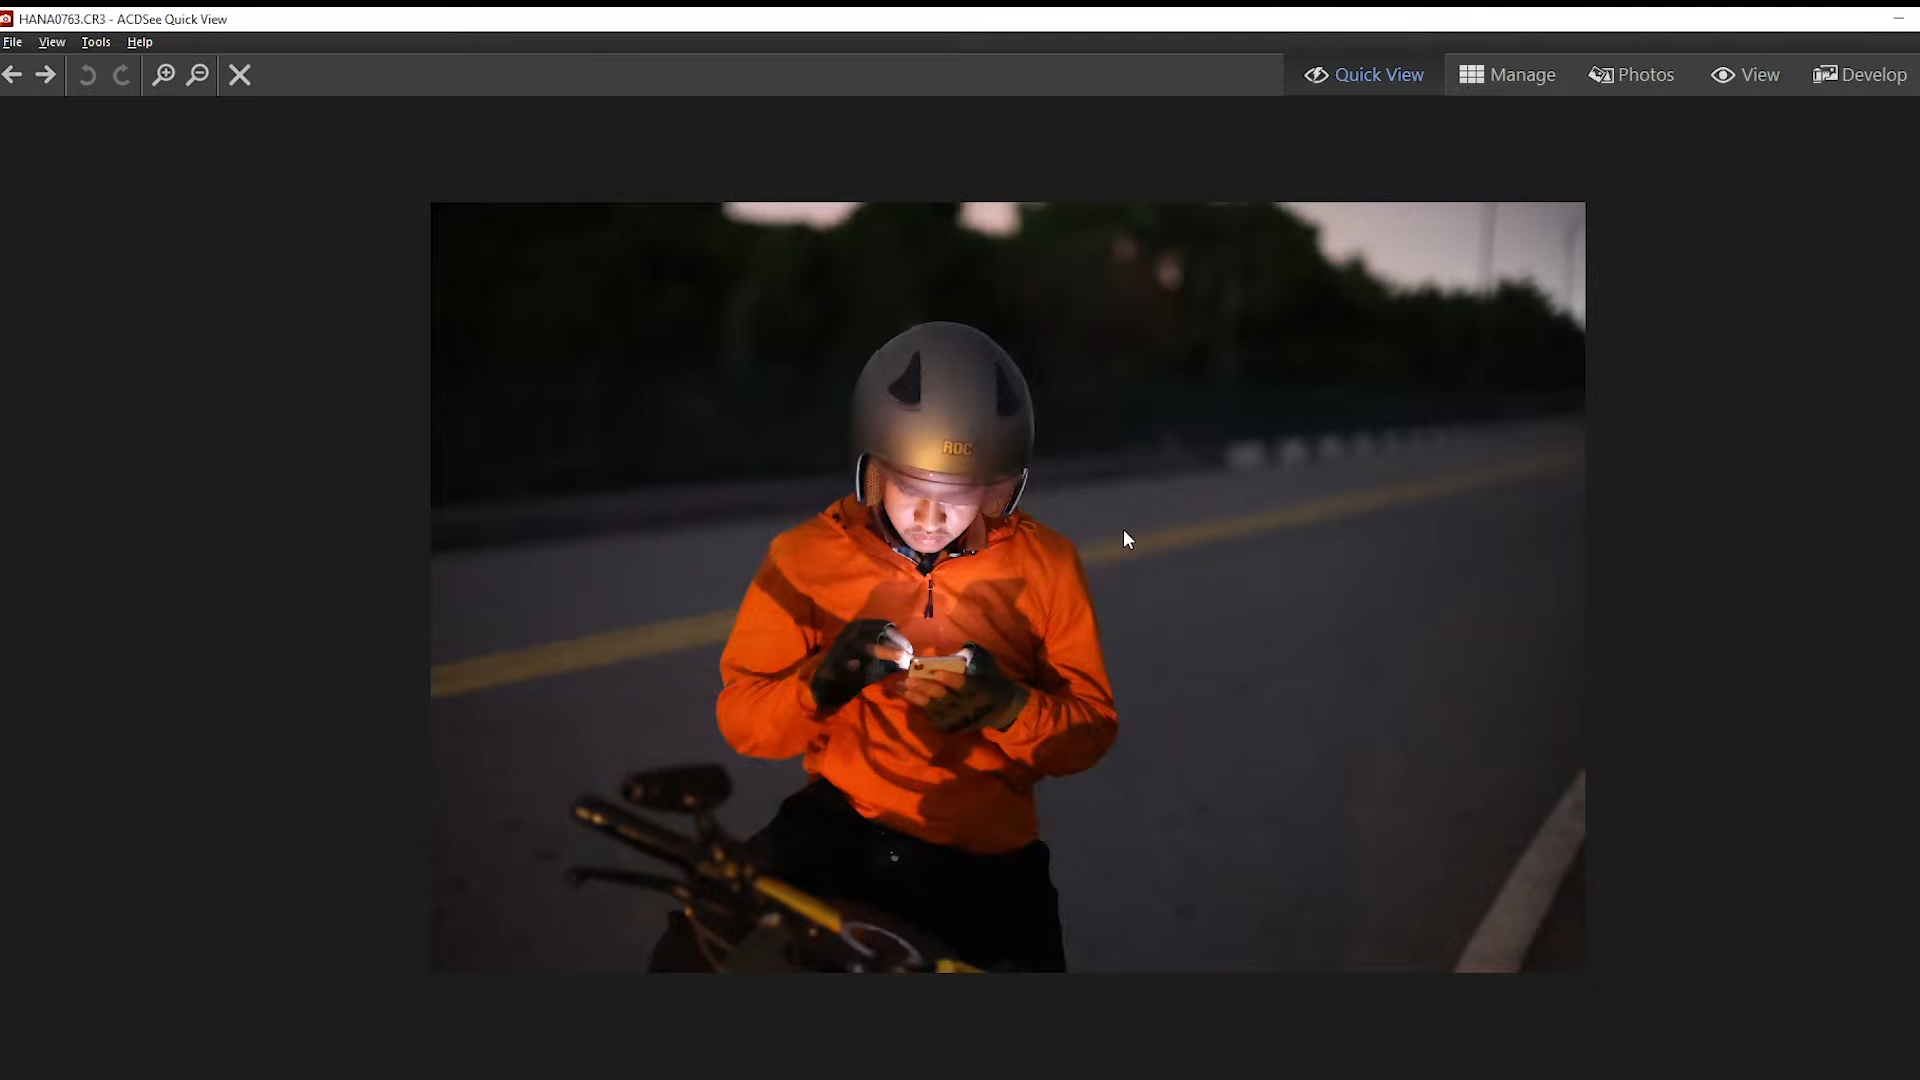 HANA0763.CR3 - ACDSee Quick View
File View Tools Help
Quick View Manage Photos View Develop
ROC